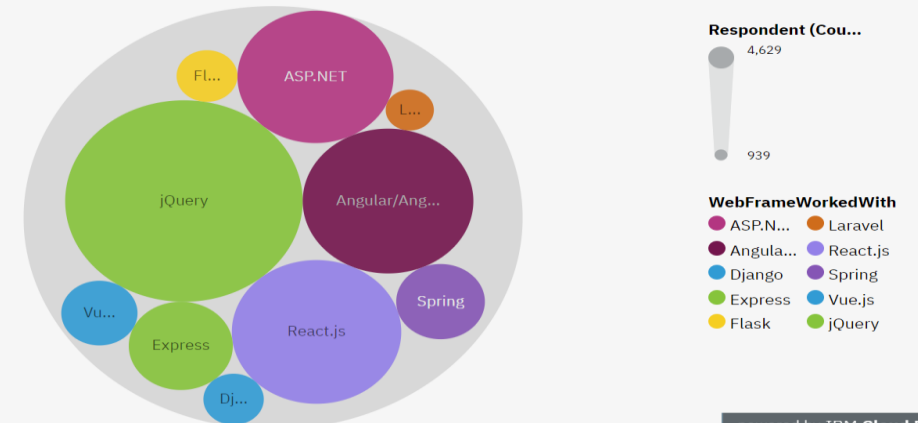 Fl...
ASP.NET
L...
jQuery
Angular/Ang...
Vu...
Express
React.js
Spring
Dj...
Respondent (Cou...
4,629
939
WebFrameWorkedWith
ASP.N... Laravel
Angula... React.js
Django Spring
Express Vue.js
Flask jQuery
IBM